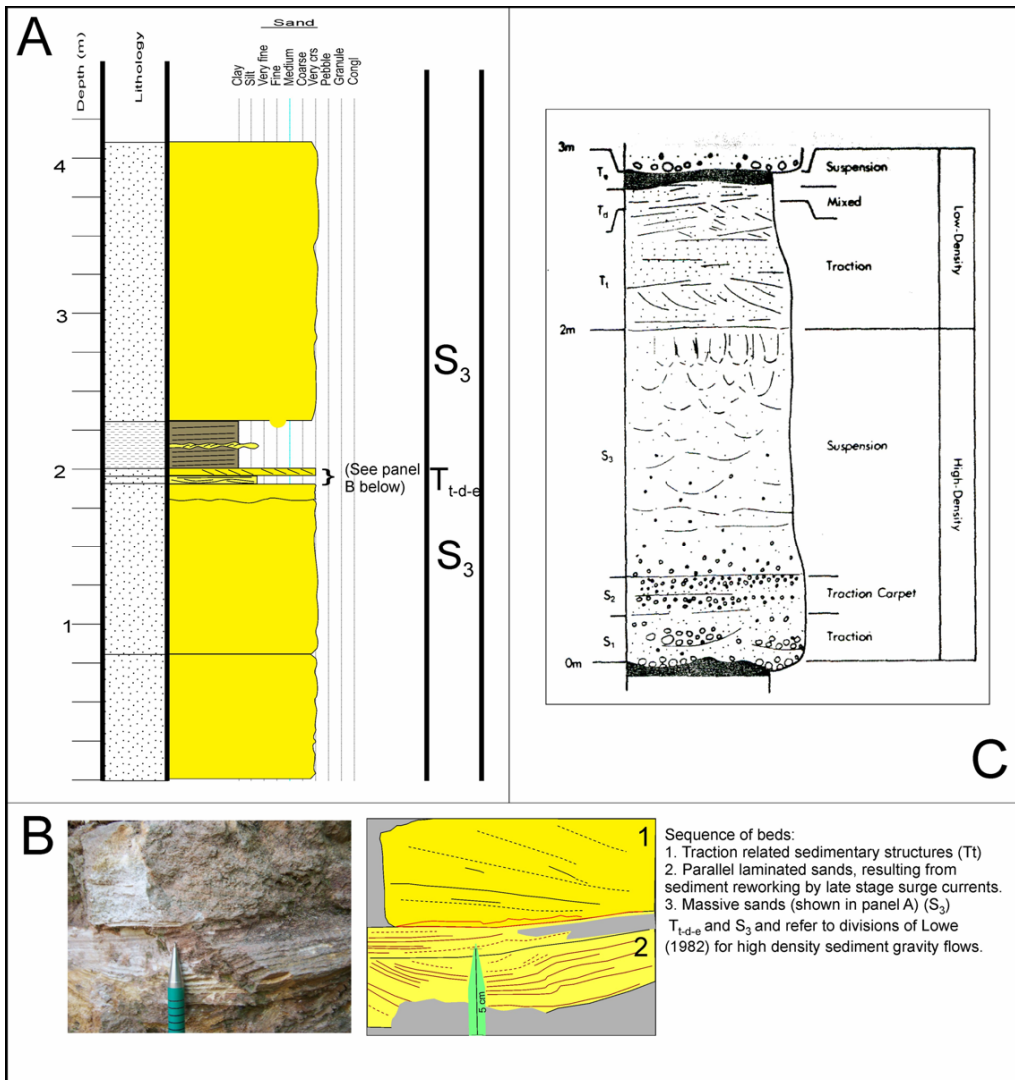 A
Depth (m)
Lithology
Sand
Clay
Silt
Very fine
Fine
Medium
Coarse
Very crs
Pebble
Granule
Congl
4
3
2
1
(See panel
B below)
S3
Tt-d-e
S3
C
3m
2m
0m
Te
Td
Tt
S3
S2
S1
Suspension
Mixed
Traction
Suspension
Traction Carpet
Traction
Low-Density
High-Density
B
1
2
5 cm
Sequence of beds:
1. Traction related sedimentary structures (Tt)
2. Parallel laminated sands, resulting from
sediment reworking by late stage surge currents.
3. Massive sands (shown in panel A) (S3)
Tt-d-e and S3 and refer to divisions of Lowe
(1982) for high density sediment gravity flows.